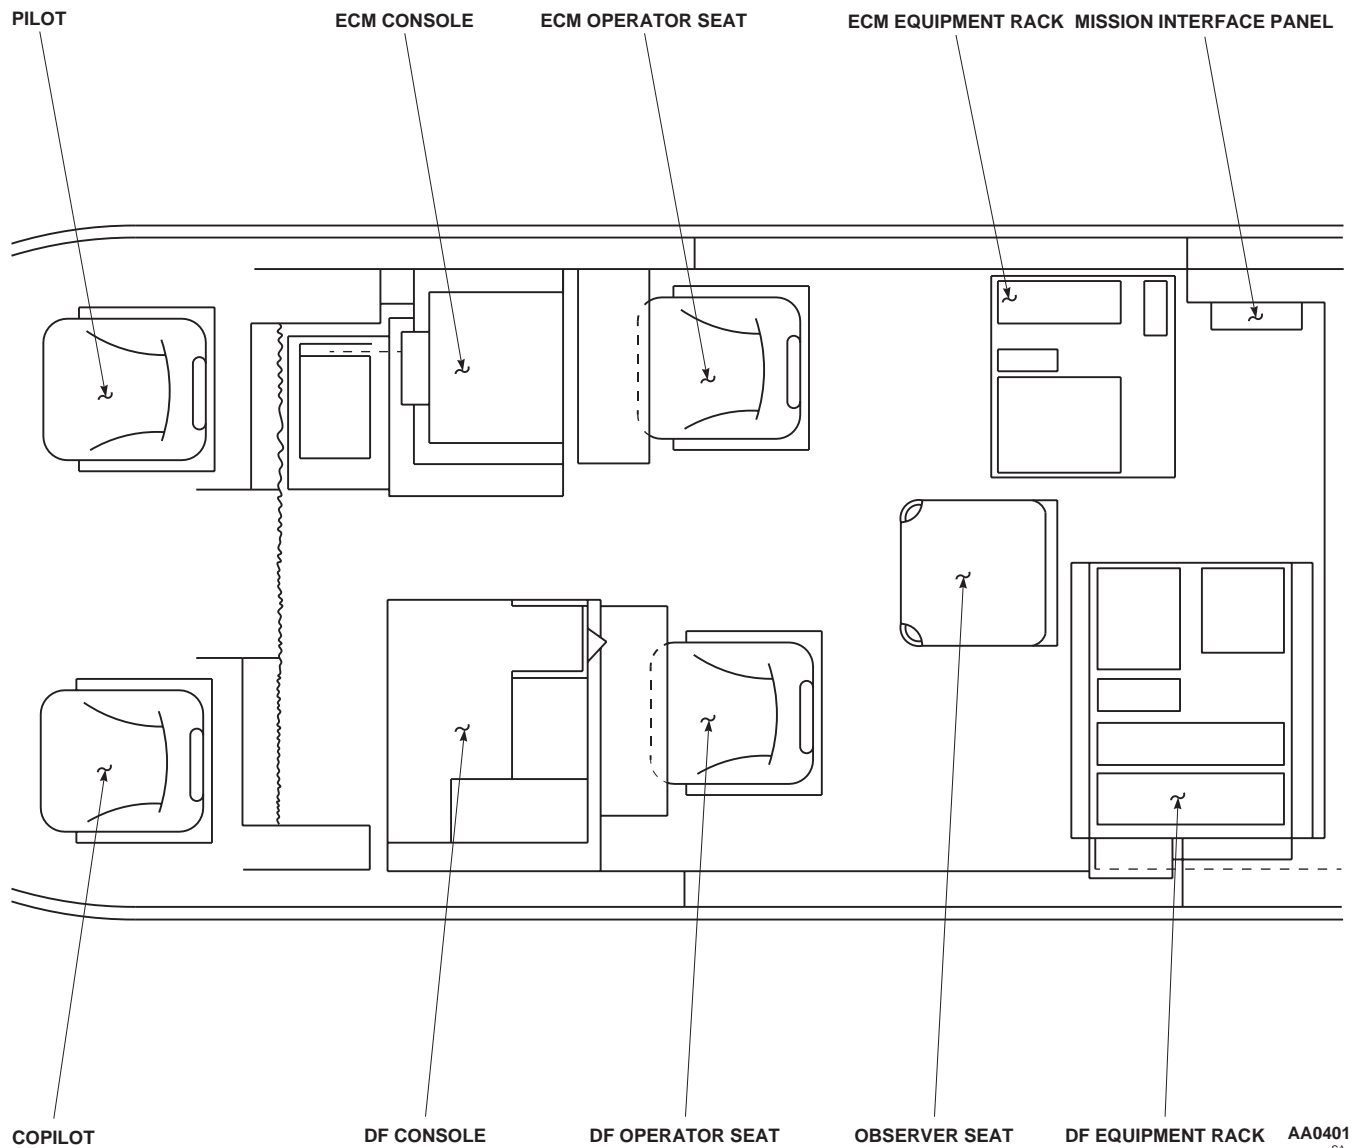 PILOT
ECM CONSOLE
ECM OPERATOR SEAT
ECM EQUIPMENT RACK
MISSION INTERFACE PANEL
COPILOT
DF CONSOLE
DF OPERATOR SEAT
OBSERVER SEAT
DF EQUIPMENT RACK
AA0401
SA